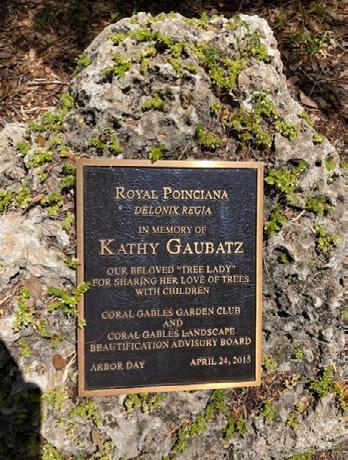 Royal Poinciana
Delonix Regia
in memory of
Kathy Gaubatz
our beloved "Tree Lady"
for sharing her love of trees
with children
Coral Gables Garden Club
and
Coral Gables Landscape
Beautification Advisory Board
Arbor Day April 24, 2015